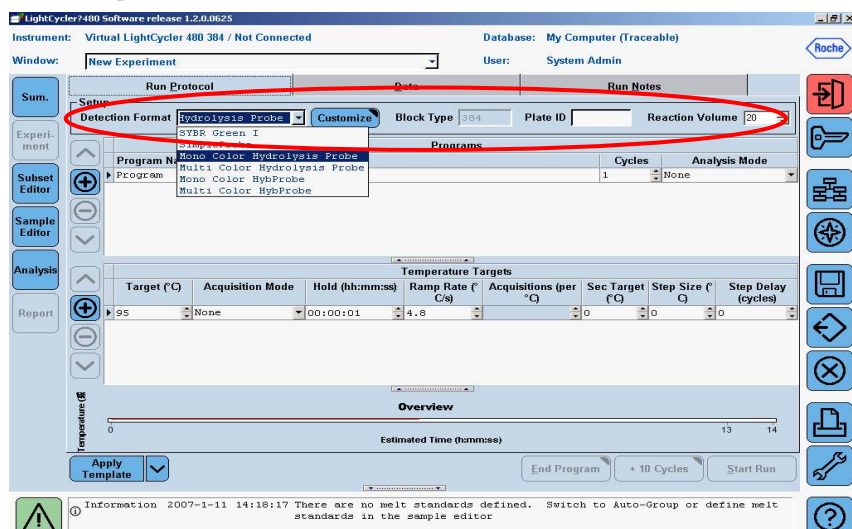 LightCycler?480 Software release 1.2.0.0625
Instrument: Virtual LightCycler 480 384 / Not Connected Database: My Computer (Traceable)
Window: New Experiment User: System Admin
Roche
Sum.
Experi-
ment
Subset
Editor
Sample
Editor
Analysis
Report
Run Protocol Data Run Notes
Setup
Detection Format Hydrolysis Probe Customize Block Type 384 Plate ID Reaction Volume 20
SYBR Green I
SimpleProbe
Mono Color Hydrolysis Probe
Multi Color Hydrolysis Probe
Mono Color HybProbe
Multi Color HybProbe
Programs
Program Na Cycles Analysis Mode
Program 1 None
Temperature Targets
Target (°C) Acquisition Mode Hold (hh:mm:ss) Ramp Rate (° C/s) Acquisitions (per °C) Sec Target (°C) Step Size (° C) Step Delay (cycles)
95 None 00:00:01 4.8 0 0 0
Overview
Temperature
0 13 14
Estimated Time (h:mm:ss)
Apply
Template
End Program + 10 Cycles Start Run
Information 2007-1-11 14:18:17 There are no melt standards defined. Switch to Auto-Group or define melt
standards in the sample editor